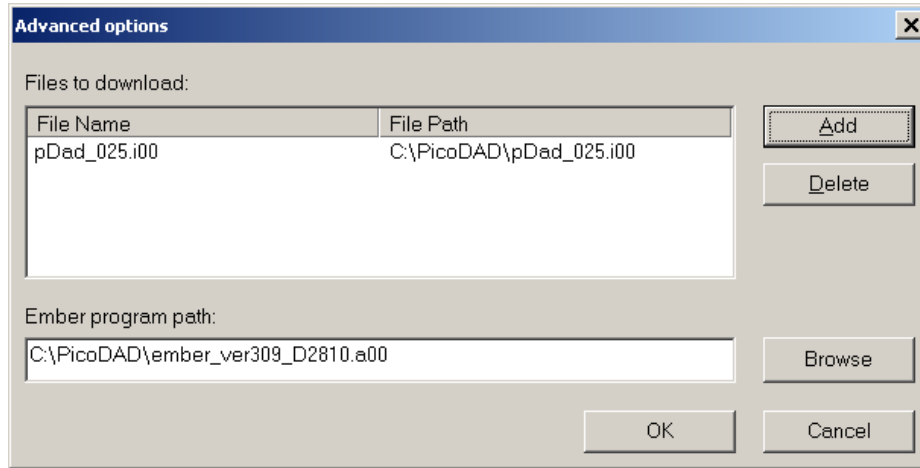 Advanced options
Files to download:
File Name File Path
Add
pDad_025.i00 C:\PicoDAD\pDad_025.i00
Delete
Ember program path:
C:\PicoDAD\ember_ver309_D2810.a00
Browse
OK Cancel